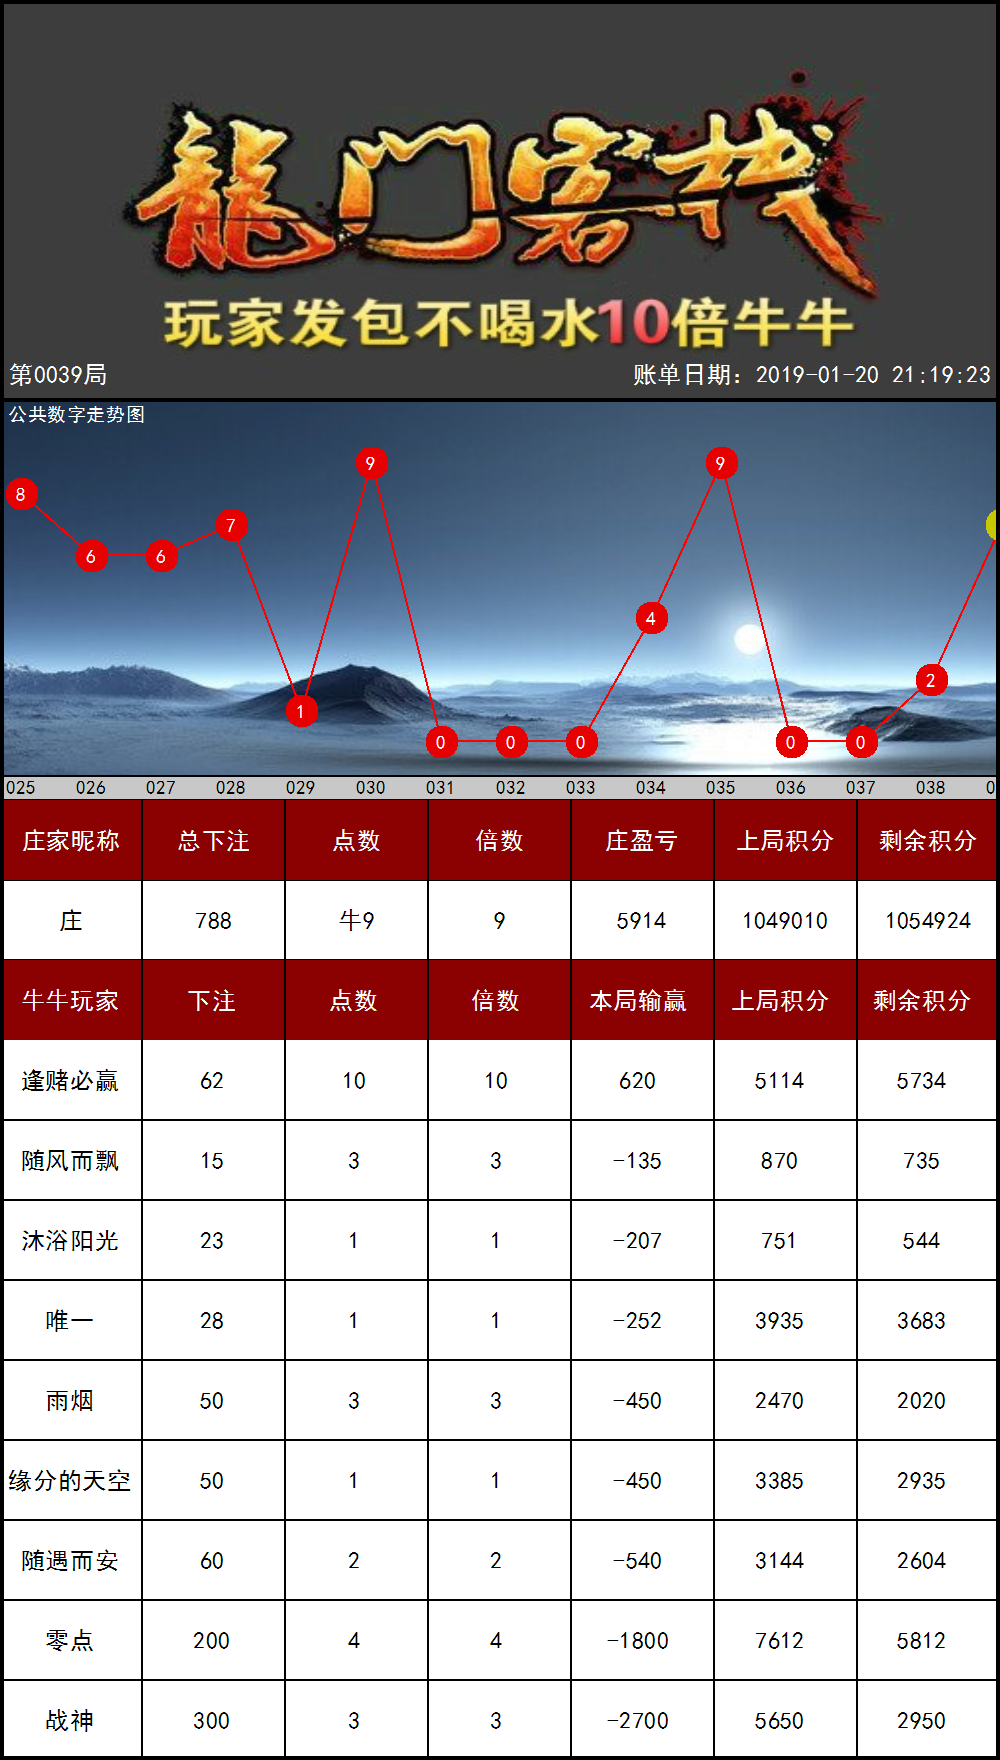 龍门客栈
玩家发包不喝水10倍牛牛
第0039局 账单日期：2019-01-20 21:19:23
公共数字走势图
8 6 6 7 1 9 0 0 0 4 9 0 0 2
025 026 027 028 029 030 031 032 033 034 035 036 037 038 0
庄家昵称 总下注 点数 倍数 庄盈亏 上局积分 剩余积分
庄 788 牛9 9 5914 1049010 1054924
牛牛玩家 下注 点数 倍数 本局输赢 上局积分 剩余积分
逢赌必赢 62 10 10 620 5114 5734
随风而飘 15 3 3 -135 870 735
沐浴阳光 23 1 1 -207 751 544
唯一 28 1 1 -252 3935 3683
雨烟 50 3 3 -450 2470 2020
缘分的天空 50 1 1 -450 3385 2935
随遇而安 60 2 2 -540 3144 2604
零点 200 4 4 -1800 7612 5812
战神 300 3 3 -2700 5650 2950